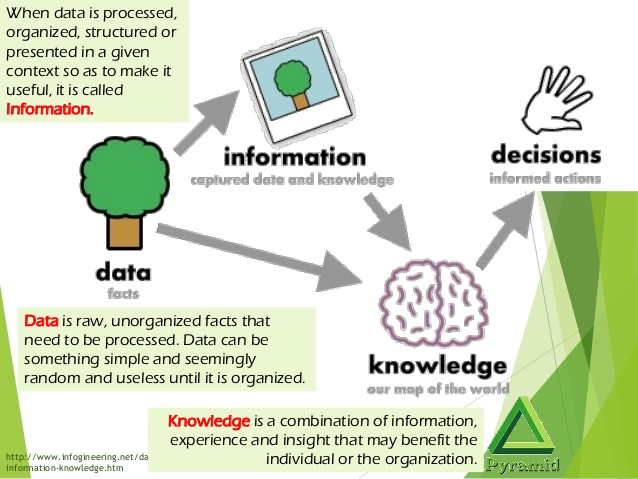 When data is processed,
organized, structured or
presented in a given
context so as to make it
useful, it is called
Information.
information
captured data and knowledge
decisions
informed actions
data
facts
Data is raw, unorganized facts that
need to be processed. Data can be
something simple and seemingly
random and useless until it is organized.
knowledge
our map of the world
Knowledge is a combination of information,
experience and insight that may benefit the
individual or the organization.
http://www.infogineering.net/da
information-knowledge.htm
Pyramid